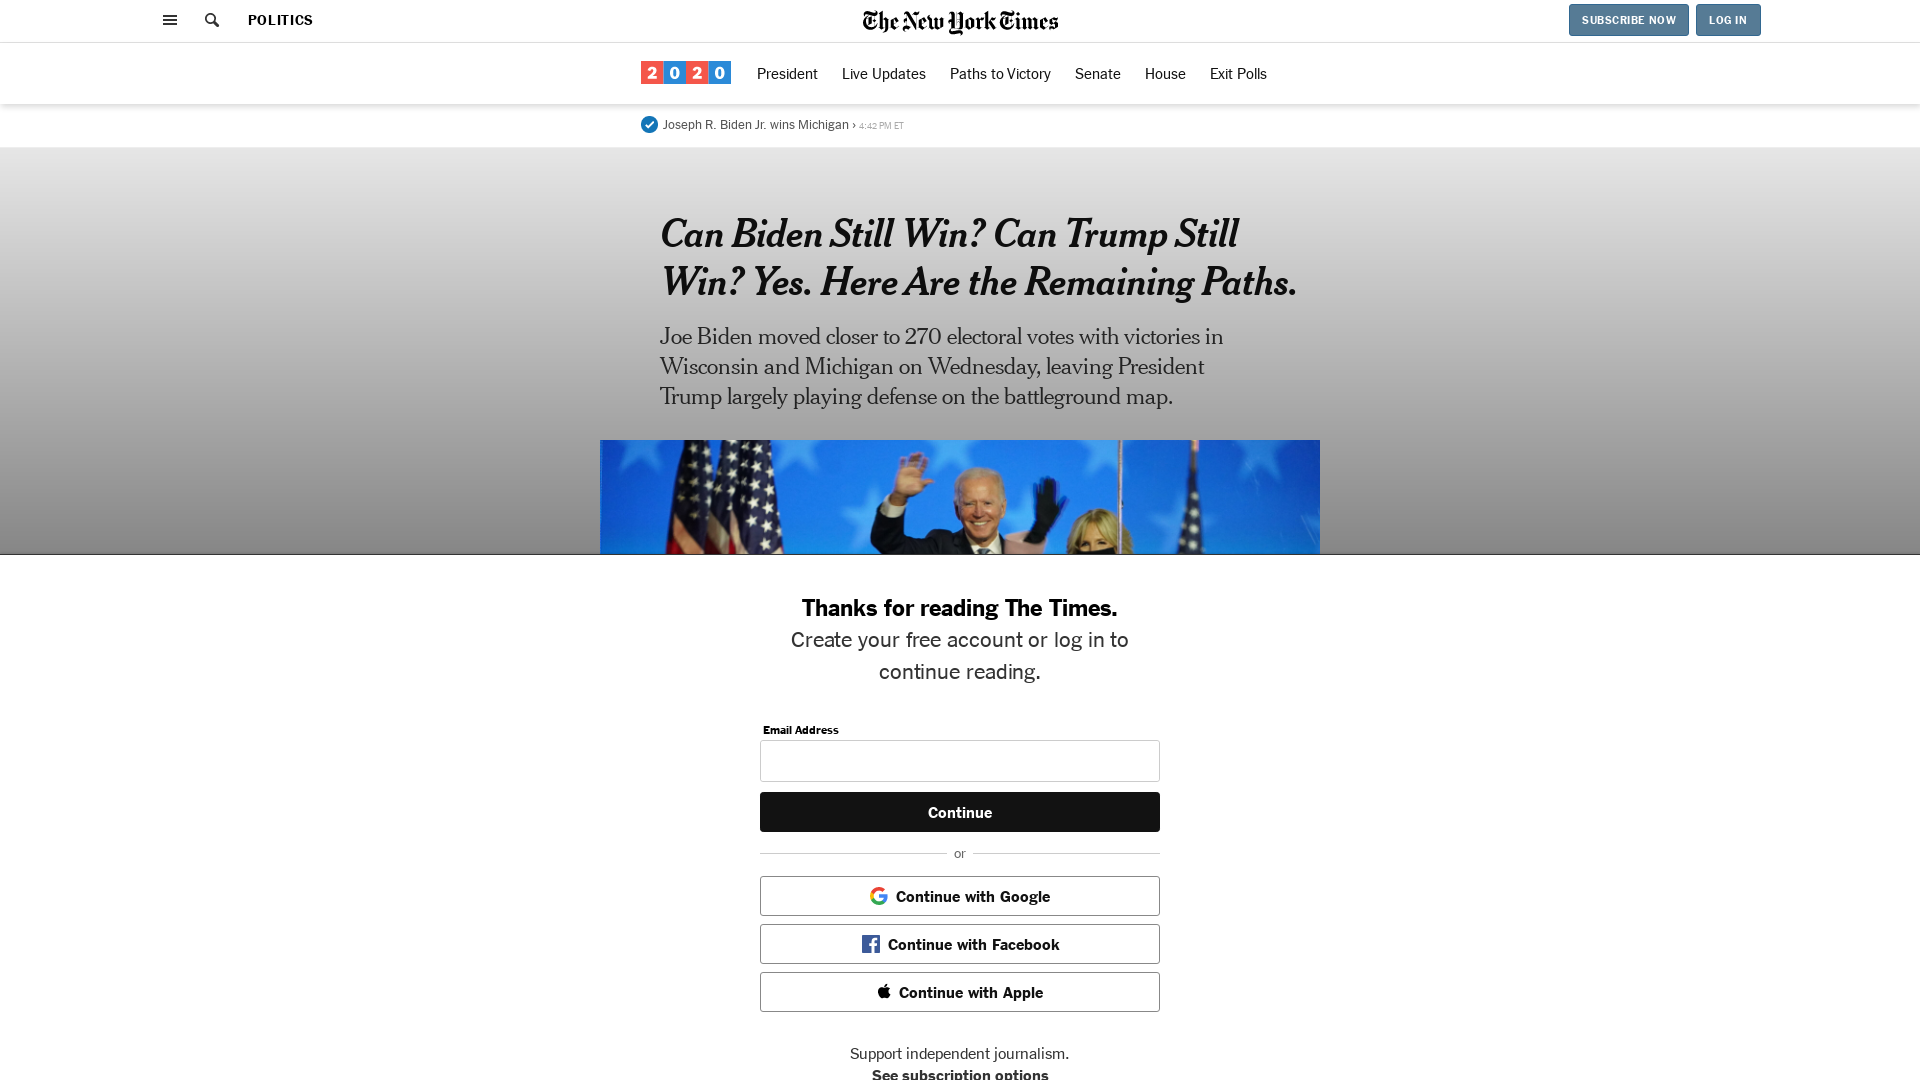 POLITICS
The New York Times
SUBSCRIBE NOW
LOG IN
2020
President
Live Updates
Paths to Victory
Senate
House
Exit Polls
Joseph R. Biden Jr. wins Michigan › 4:42 PM ET
Can Biden Still Win? Can Trump Still
Win? Yes. Here Are the Remaining Paths.
Joe Biden moved closer to 270 electoral votes with victories in
Wisconsin and Michigan on Wednesday, leaving President
Trump largely playing defense on the battleground map.
Thanks for reading The Times.
Create your free account or log in to
continue reading.
Email Address
Continue
or
Continue with Google
Continue with Facebook
Continue with Apple
Support independent journalism.
See subscription options